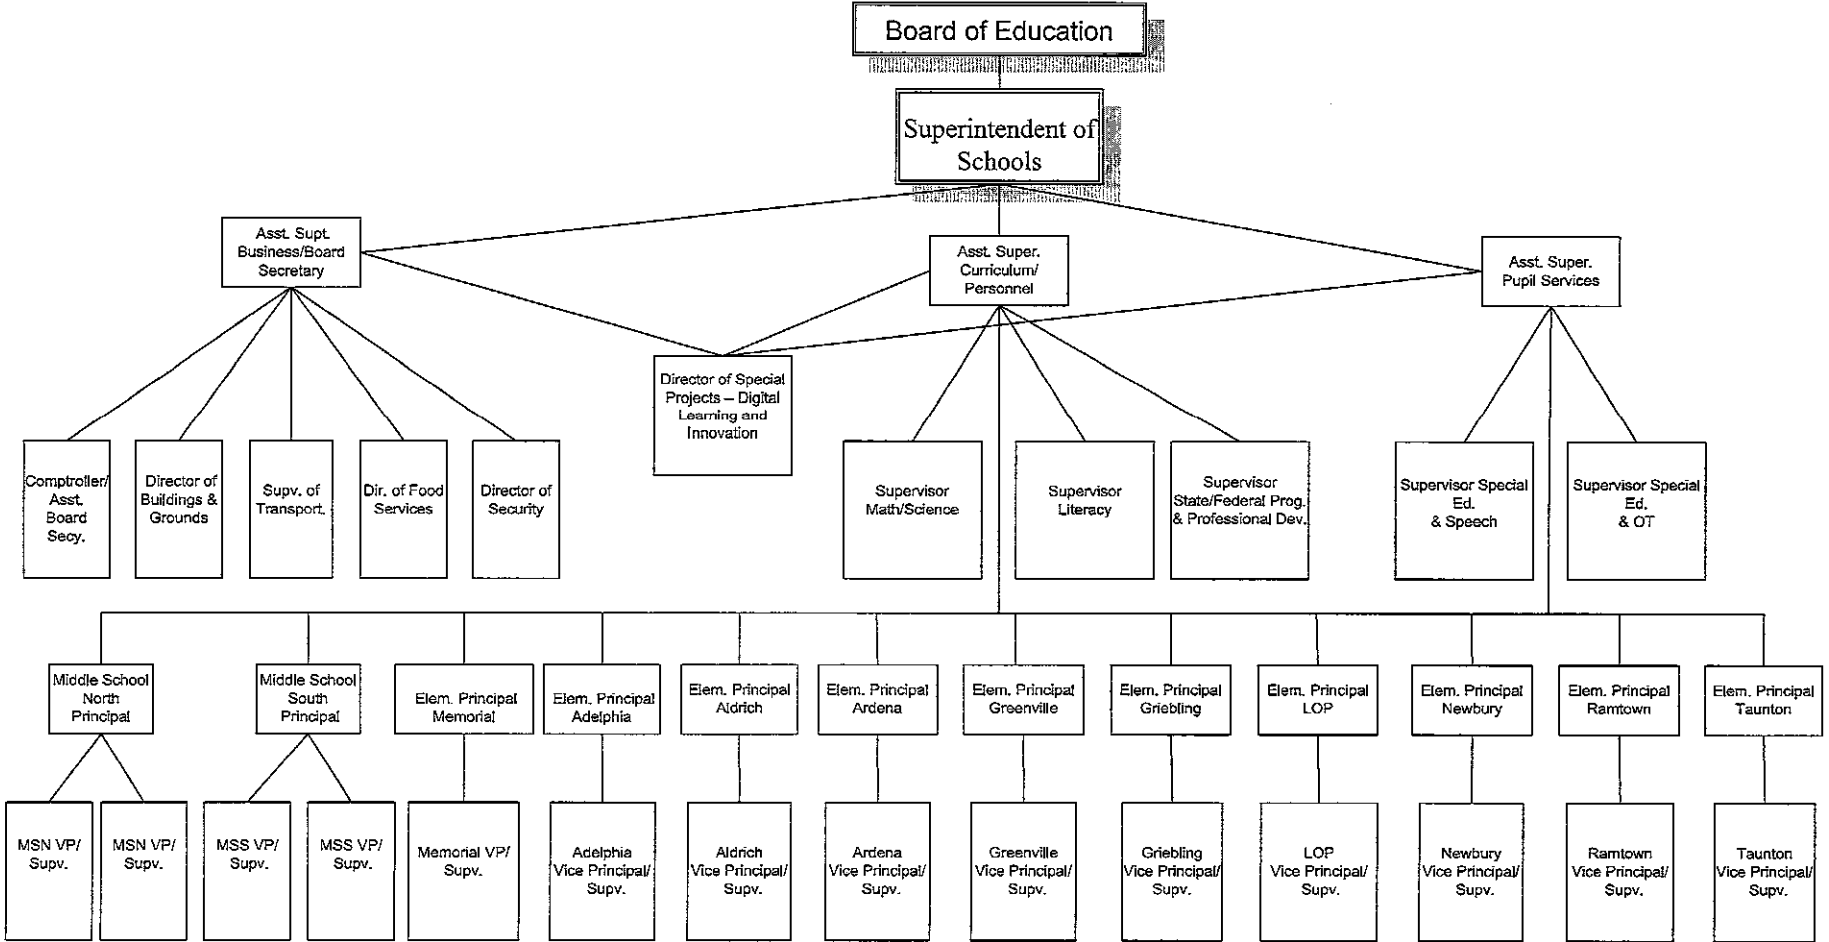 Board of Education
Superintendent of
Schools
Asst. Supt.
Business/Board
Secretary
Asst. Super.
Curriculum/
Personnel
Asst. Super.
Pupil Services
Director of Special
Projects – Digital
Learning and
Innovation
Comptroller/
Asst.
Board
Secy.
Director of
Buildings &
Grounds
Supv. of
Transport.
Dir. of Food
Services
Director of
Security
Supervisor
Math/Science
Supervisor
Literacy
Supervisor
State/Federal Prog.
& Professional Dev.
Supervisor Special
Ed.
& Speech
Supervisor Special
Ed.
& OT
Middle School
North
Principal
Middle School
South
Principal
Elem. Principal
Memorial
Elem. Principal
Adelphia
Elem. Principal
Aldrich
Elem. Principal
Ardena
Elem. Principal
Greenville
Elem. Principal
Griebling
Elem. Principal
LOP
Elem. Principal
Newbury
Elem. Principal
Ramtown
Elem. Principal
Taunton
MSN VP/
Supv.
MSN VP/
Supv.
MSS VP/
Supv.
MSS VP/
Supv.
Memorial VP/
Supv.
Adelphia
Vice Principal/
Supv.
Aldrich
Vice Principal/
Supv.
Ardena
Vice Principal/
Supv.
Greenville
Vice Principal/
Supv.
Griebling
Vice Principal/
Supv.
LOP
Vice Principal/
Supv.
Newbury
Vice Principal/
Supv.
Ramtown
Vice Principal/
Supv.
Taunton
Vice Principal/
Supv.